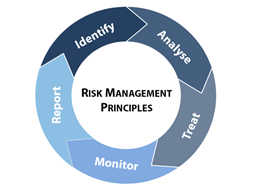 Identify
Analyse
Treat
Monitor
Report
RISK MANAGEMENT
PRINCIPLES